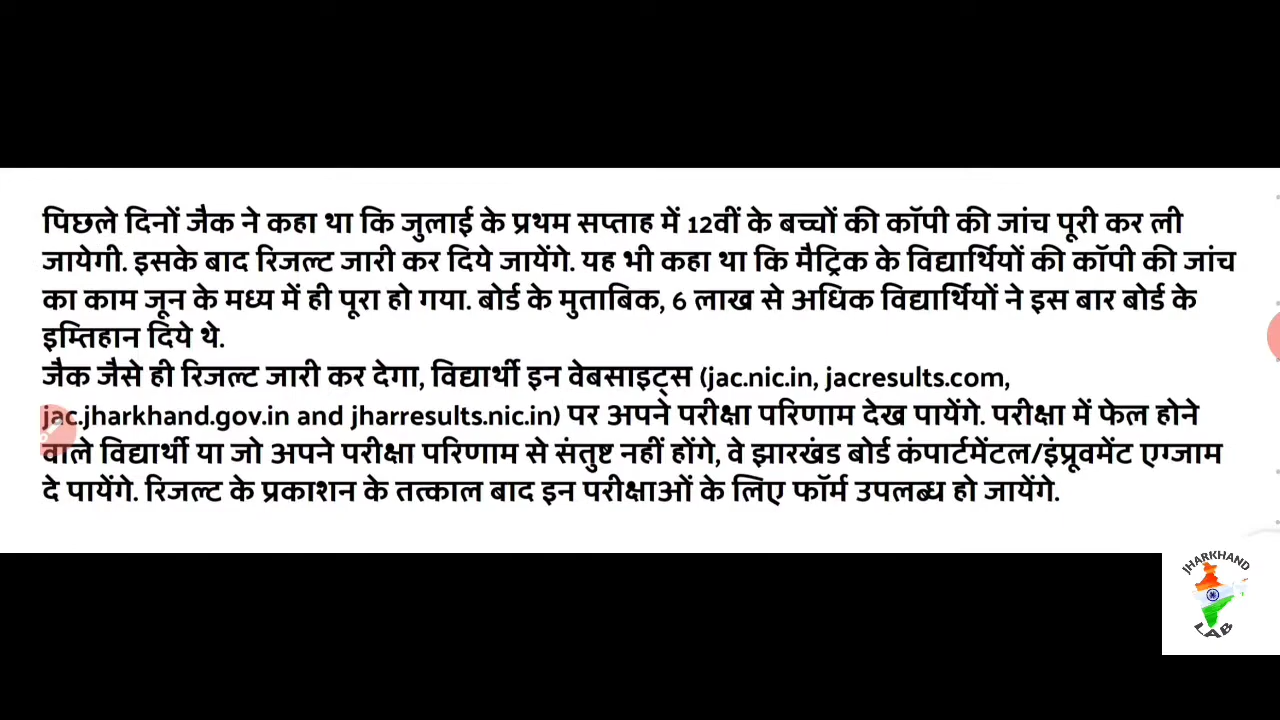 पिछले दिनों जैक ने कहा था कि जुलाई के प्रथम सप्ताह में 12वीं के बच्चों की कॉपी की जांच पूरी कर ली
जायेगी. इसके बाद रिजल्ट जारी कर दिये जायेंगे. यह भी कहा था कि मैट्रिक के विद्यार्थियों की कॉपी की जांच
का काम जून के मध्य में ही पूरा हो गया. बोर्ड के मुताबिक, 6 लाख से अधिक विद्यार्थियों ने इस बार बोर्ड के
इम्तिहान दिये थे.
जैक जैसे ही रिजल्ट जारी कर देगा, विद्यार्थी इन वेबसाइट्स (jac.nic.in, jacresults.com,
jac.jharkhand.gov.in and jharresults.nic.in) पर अपने परीक्षा परिणाम देख पायेंगे. परीक्षा में फेल होने
वाले विद्यार्थी या जो अपने परीक्षा परिणाम से संतुष्ट नहीं होंगे, वे झारखंड बोर्ड कंपार्टमेंटल/इंप्रूवमेंट एग्जाम
दे पायेंगे. रिजल्ट के प्रकाशन के तत्काल बाद इन परीक्षाओं के लिए फॉर्म उपलब्ध हो जायेंगे.
JHARKHAND
LAB